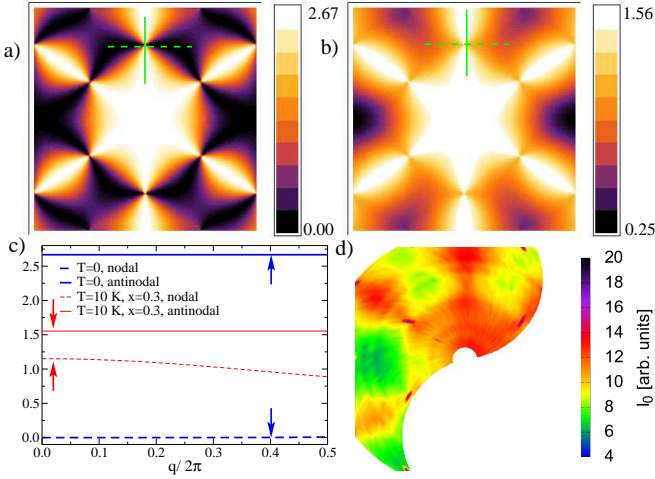 a)
2.67
0.00
b)
1.56
0.25
c)
2.5
2.0
1.5
1.0
0.5
0.0
T=0, nodal
T=0, antinodal
T=10 K, x=0.3, nodal
T=10 K, x=0.3, antinodal
0.0 0.1 0.2 0.3 0.4 0.5
q/2π
d)
20
18
16
14
12
10
8
6
4
I0 [arb. units]